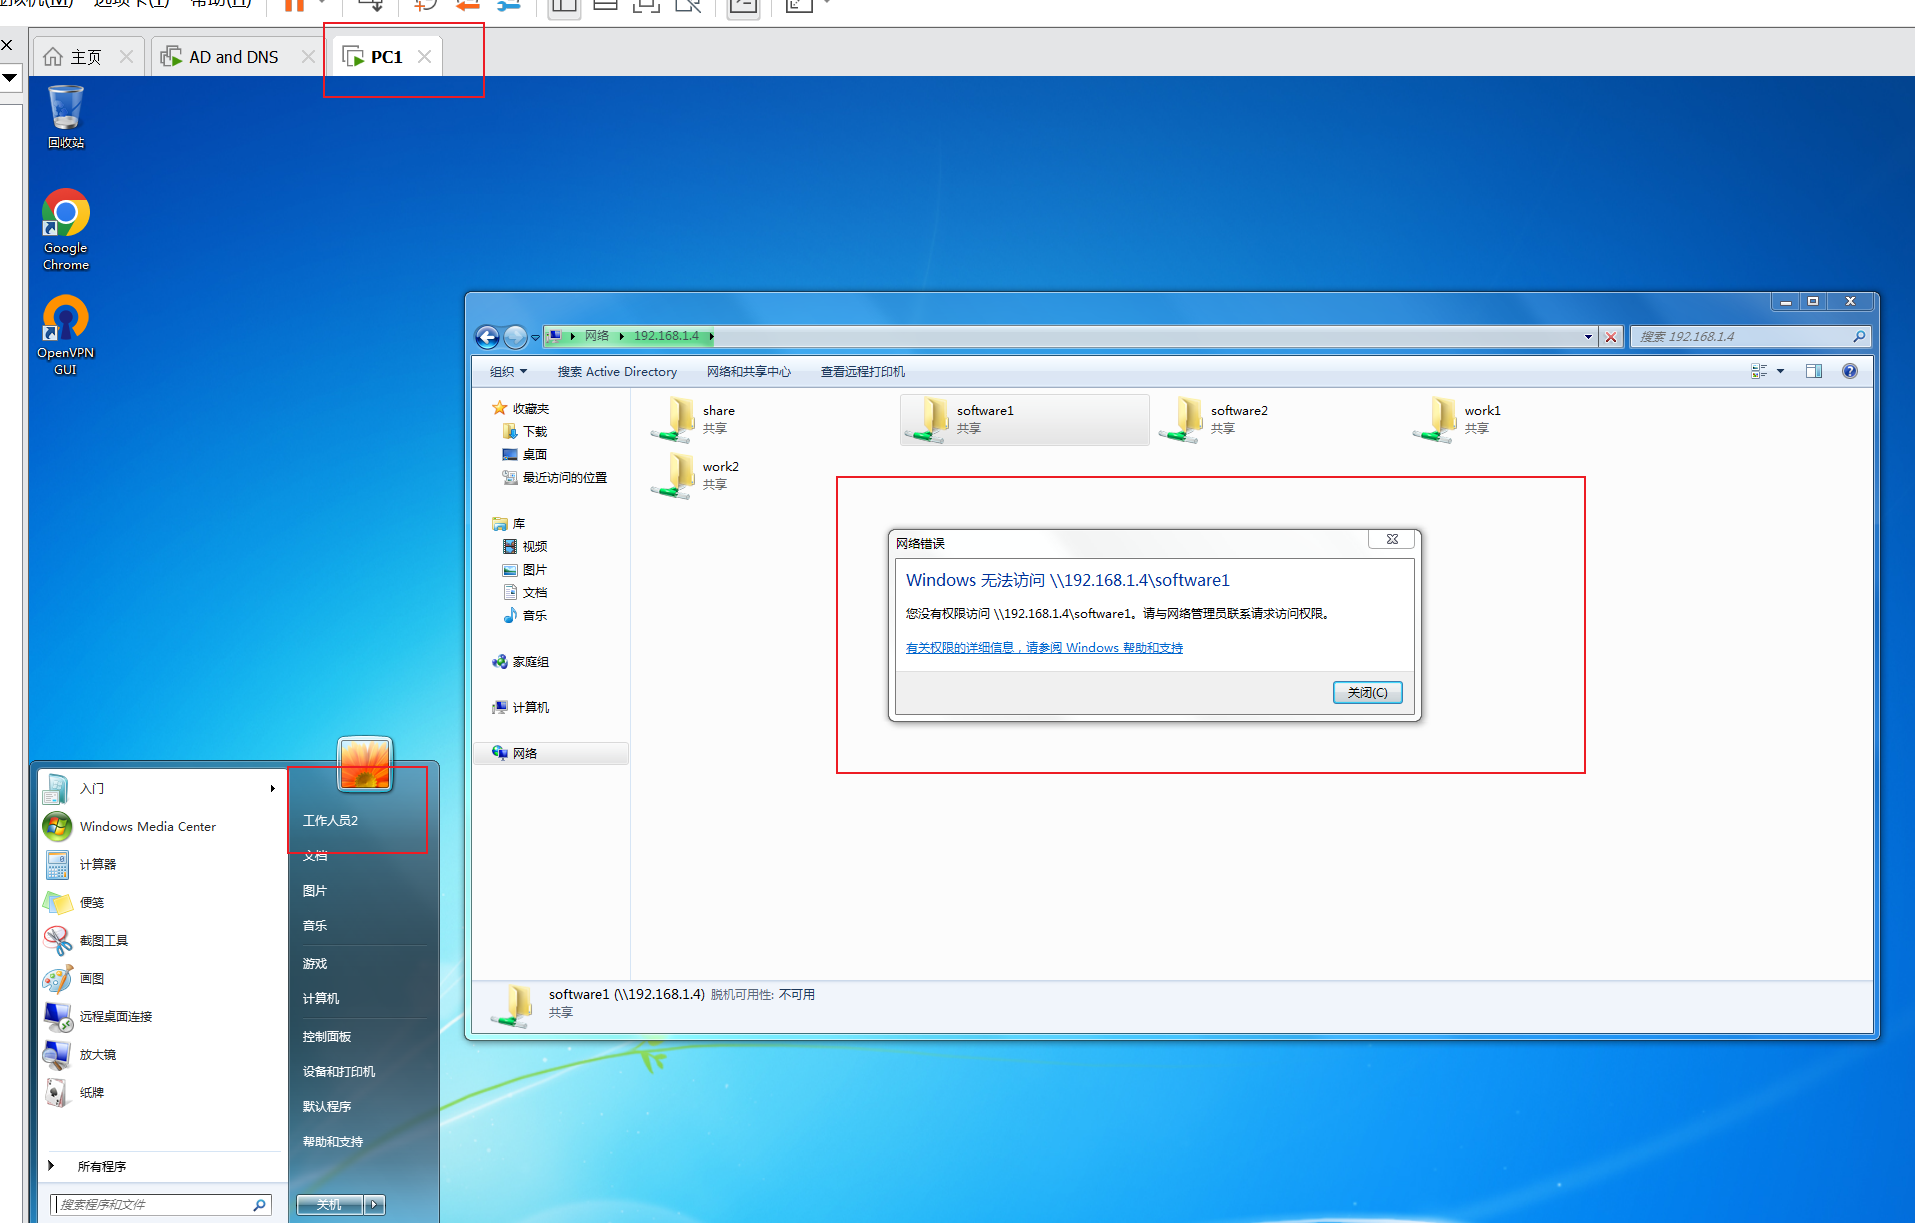 选项卡(T) 帮助(H)
主页
AD and DNS
PC1
回收站
Google
Chrome
OpenVPN
GUI
网络 192.168.1.4
搜索 192.168.1.4
组织
搜索 Active Directory
网络和共享中心
查看远程打印机
收藏夹
下载
桌面
最近访问的位置
库
视频
图片
文档
音乐
家庭组
计算机
网络
share
共享
software1
共享
software2
共享
work1
共享
work2
共享
网络错误
Windows 无法访问 \\192.168.1.4\software1
您没有权限访问 \\192.168.1.4\software1。请与网络管理员联系请求访问权限。
有关权限的详细信息，请参阅 Windows 帮助和支持
关闭(C)
software1 (\\192.168.1.4) 脱机可用性: 不可用
共享
入门
Windows Media Center
计算器
便笺
截图工具
画图
远程桌面连接
放大镜
纸牌
所有程序
搜索程序和文件
工作人员2
文档
图片
音乐
游戏
计算机
控制面板
设备和打印机
默认程序
帮助和支持
关机